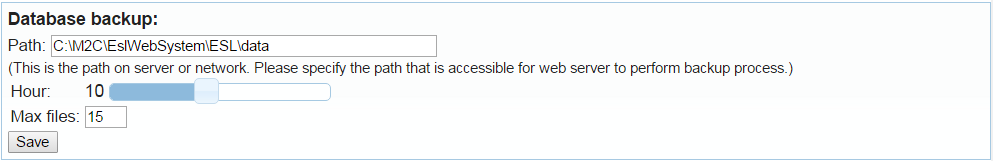 Database backup:
Path: C:\M2C\EslWebSystem\ESL\data
(This is the path on server or network. Please specify the path that is accessible for web server to perform backup process.)
Hour: 10
Max files: 15
Save